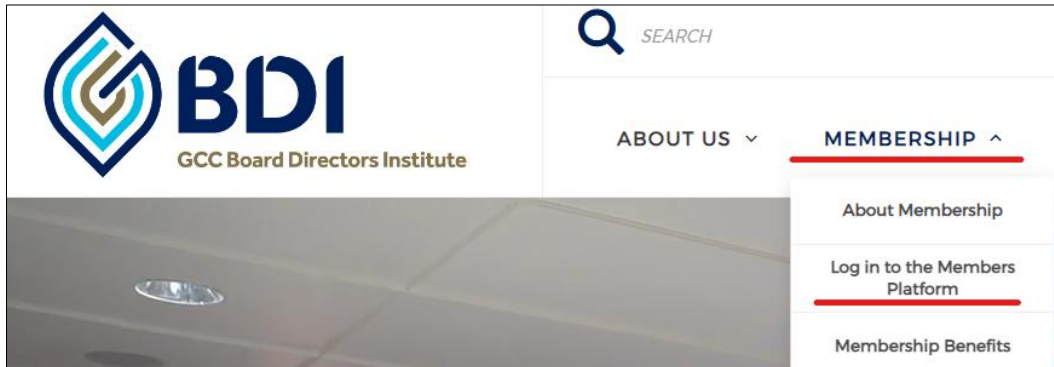 SEARCH
BDI
GCC Board Directors Institute
ABOUT US
MEMBERSHIP
About Membership
Log in to the Members
Platform
Membership Benefits